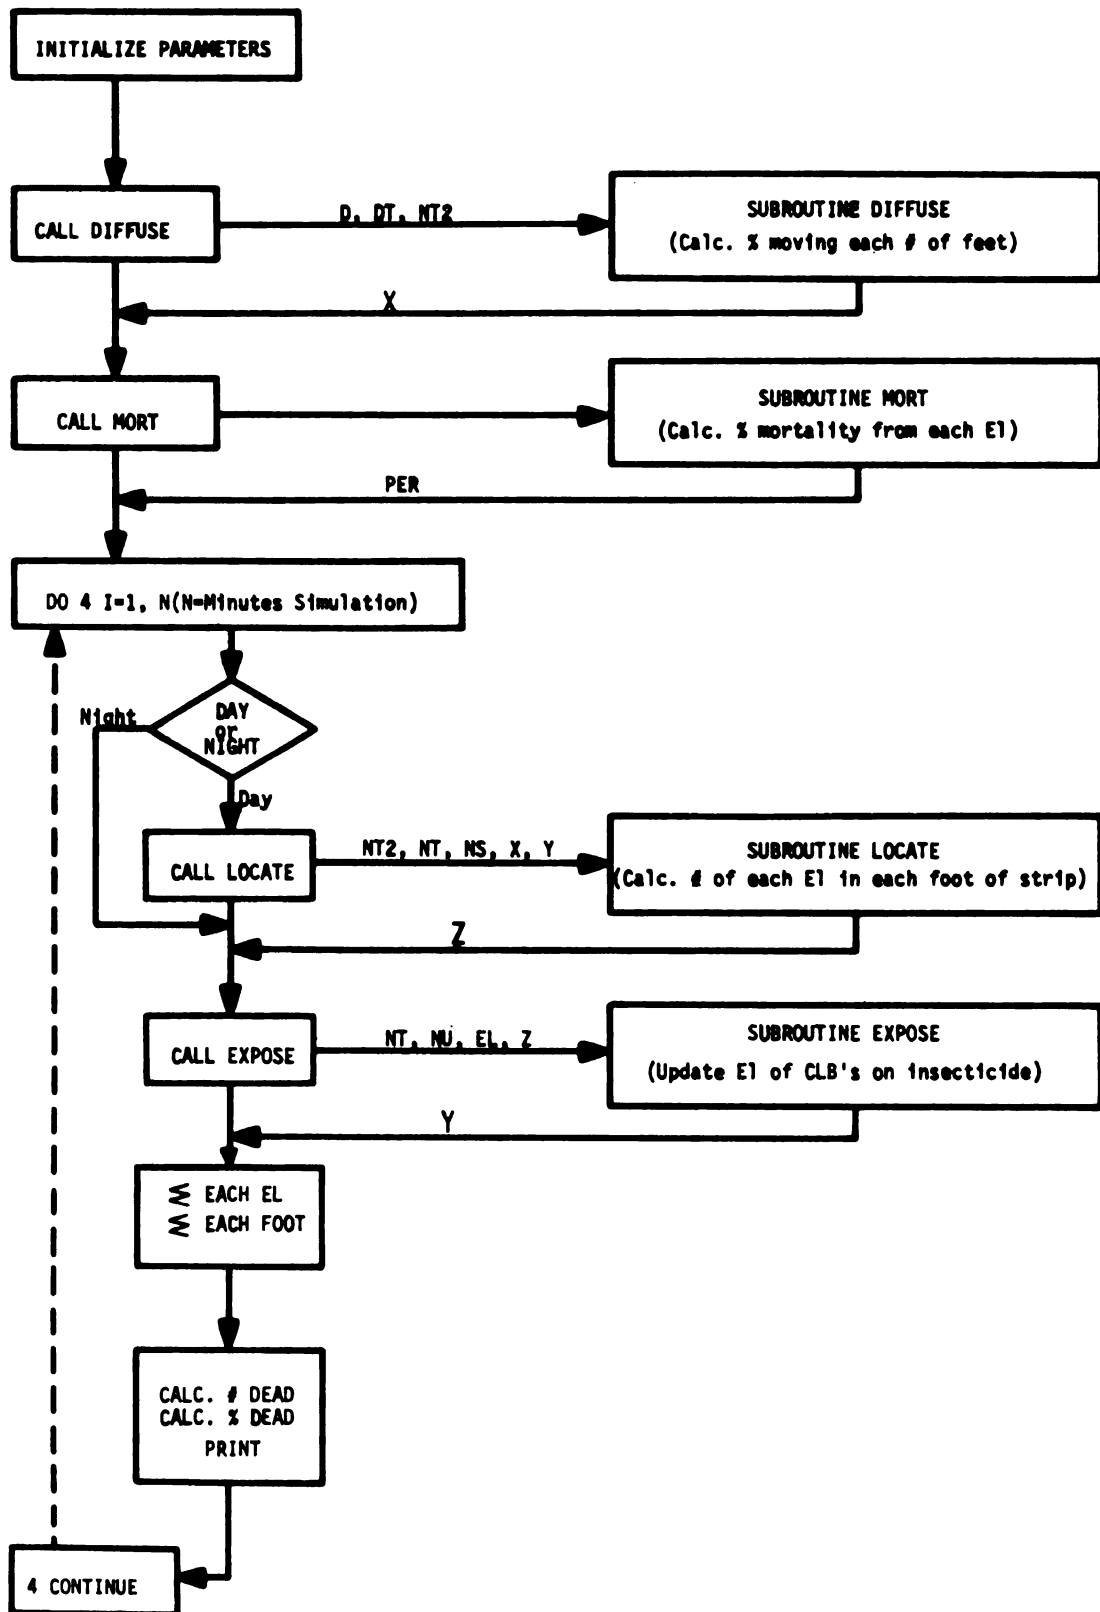 INITIALIZE PARAMETERS
CALL DIFFUSE
D, DT, NT2
SUBROUTINE DIFFUSE
(Calc. % moving each # of feet)
X
CALL MORT
SUBROUTINE MORT
(Calc. % mortality from each El)
PER
DO 4 I=1, N(N=Minutes Simulation)
DAY
or
NIGHT
Night
Day
CALL LOCATE
NT2, NT, NS, X, Y
SUBROUTINE LOCATE
(Calc. # of each El in each foot of strip)
Z
CALL EXPOSE
NT, NU, EL, Z
SUBROUTINE EXPOSE
(Update El of CLB's on insecticide)
Y
Σ EACH EL
Σ EACH FOOT
CALC. # DEAD
CALC. % DEAD
PRINT
4 CONTINUE